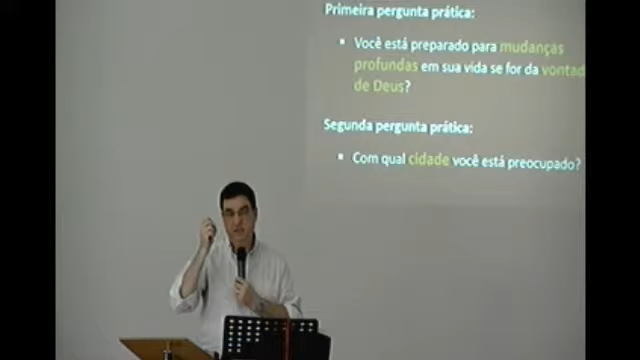 Primeira pergunta prática:
Você está preparado para mudanças
profundas em sua vida se for da vontad
de Deus?
Segunda pergunta prática:
Com qual cidade você está preocupado?